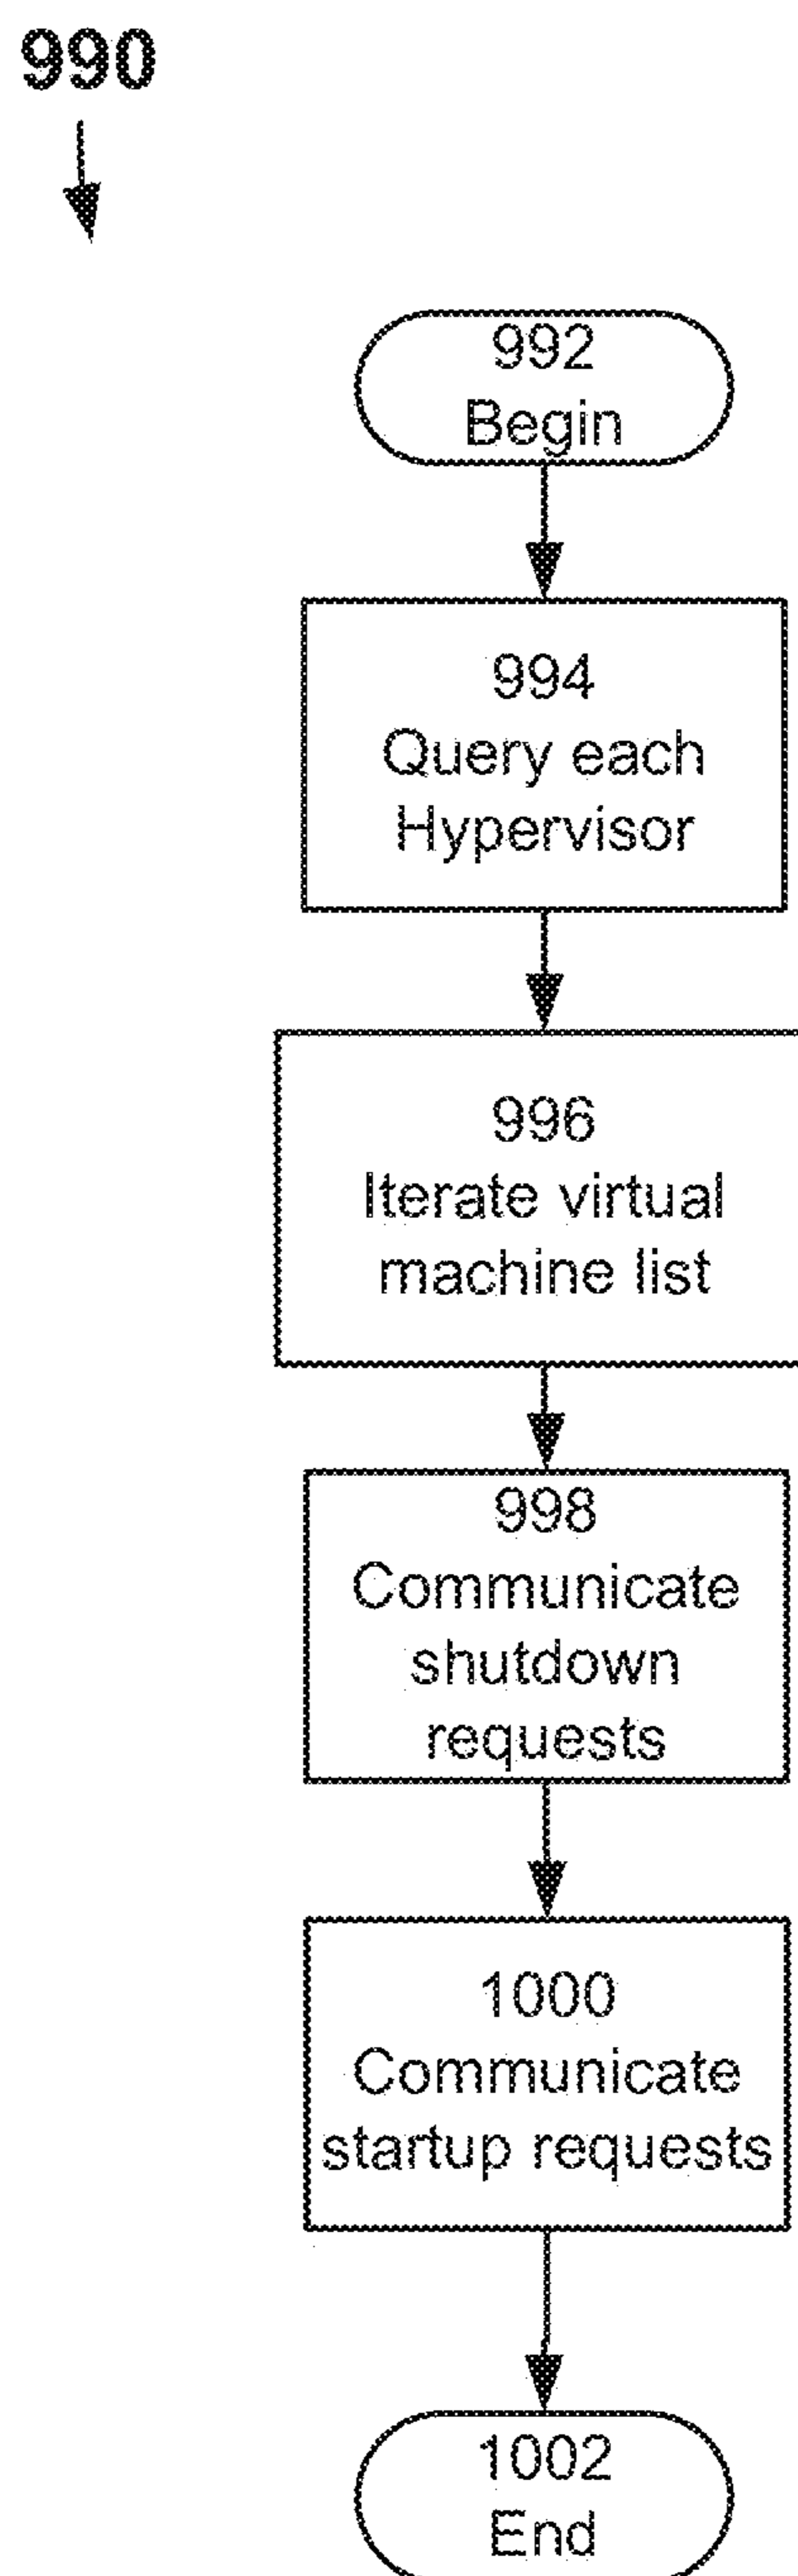 990
992
Begin
994
Query each
Hypervisor
996
Iterate virtual
machine list
998
Communicate
shutdown
requests
1000
Communicate
startup requests
1002
End